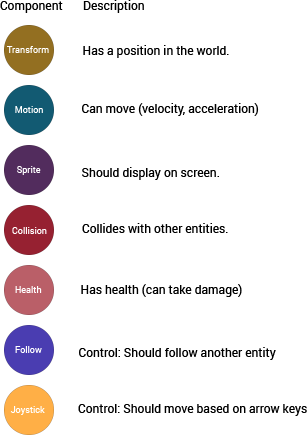 Component Description
Transform Has a position in the world.
Motion Can move (velocity, acceleration)
Sprite Should display on screen.
Collision Collides with other entities.
Health Has health (can take damage)
Follow Control: Should follow another entity
Joystick Control: Should move based on arrow keys